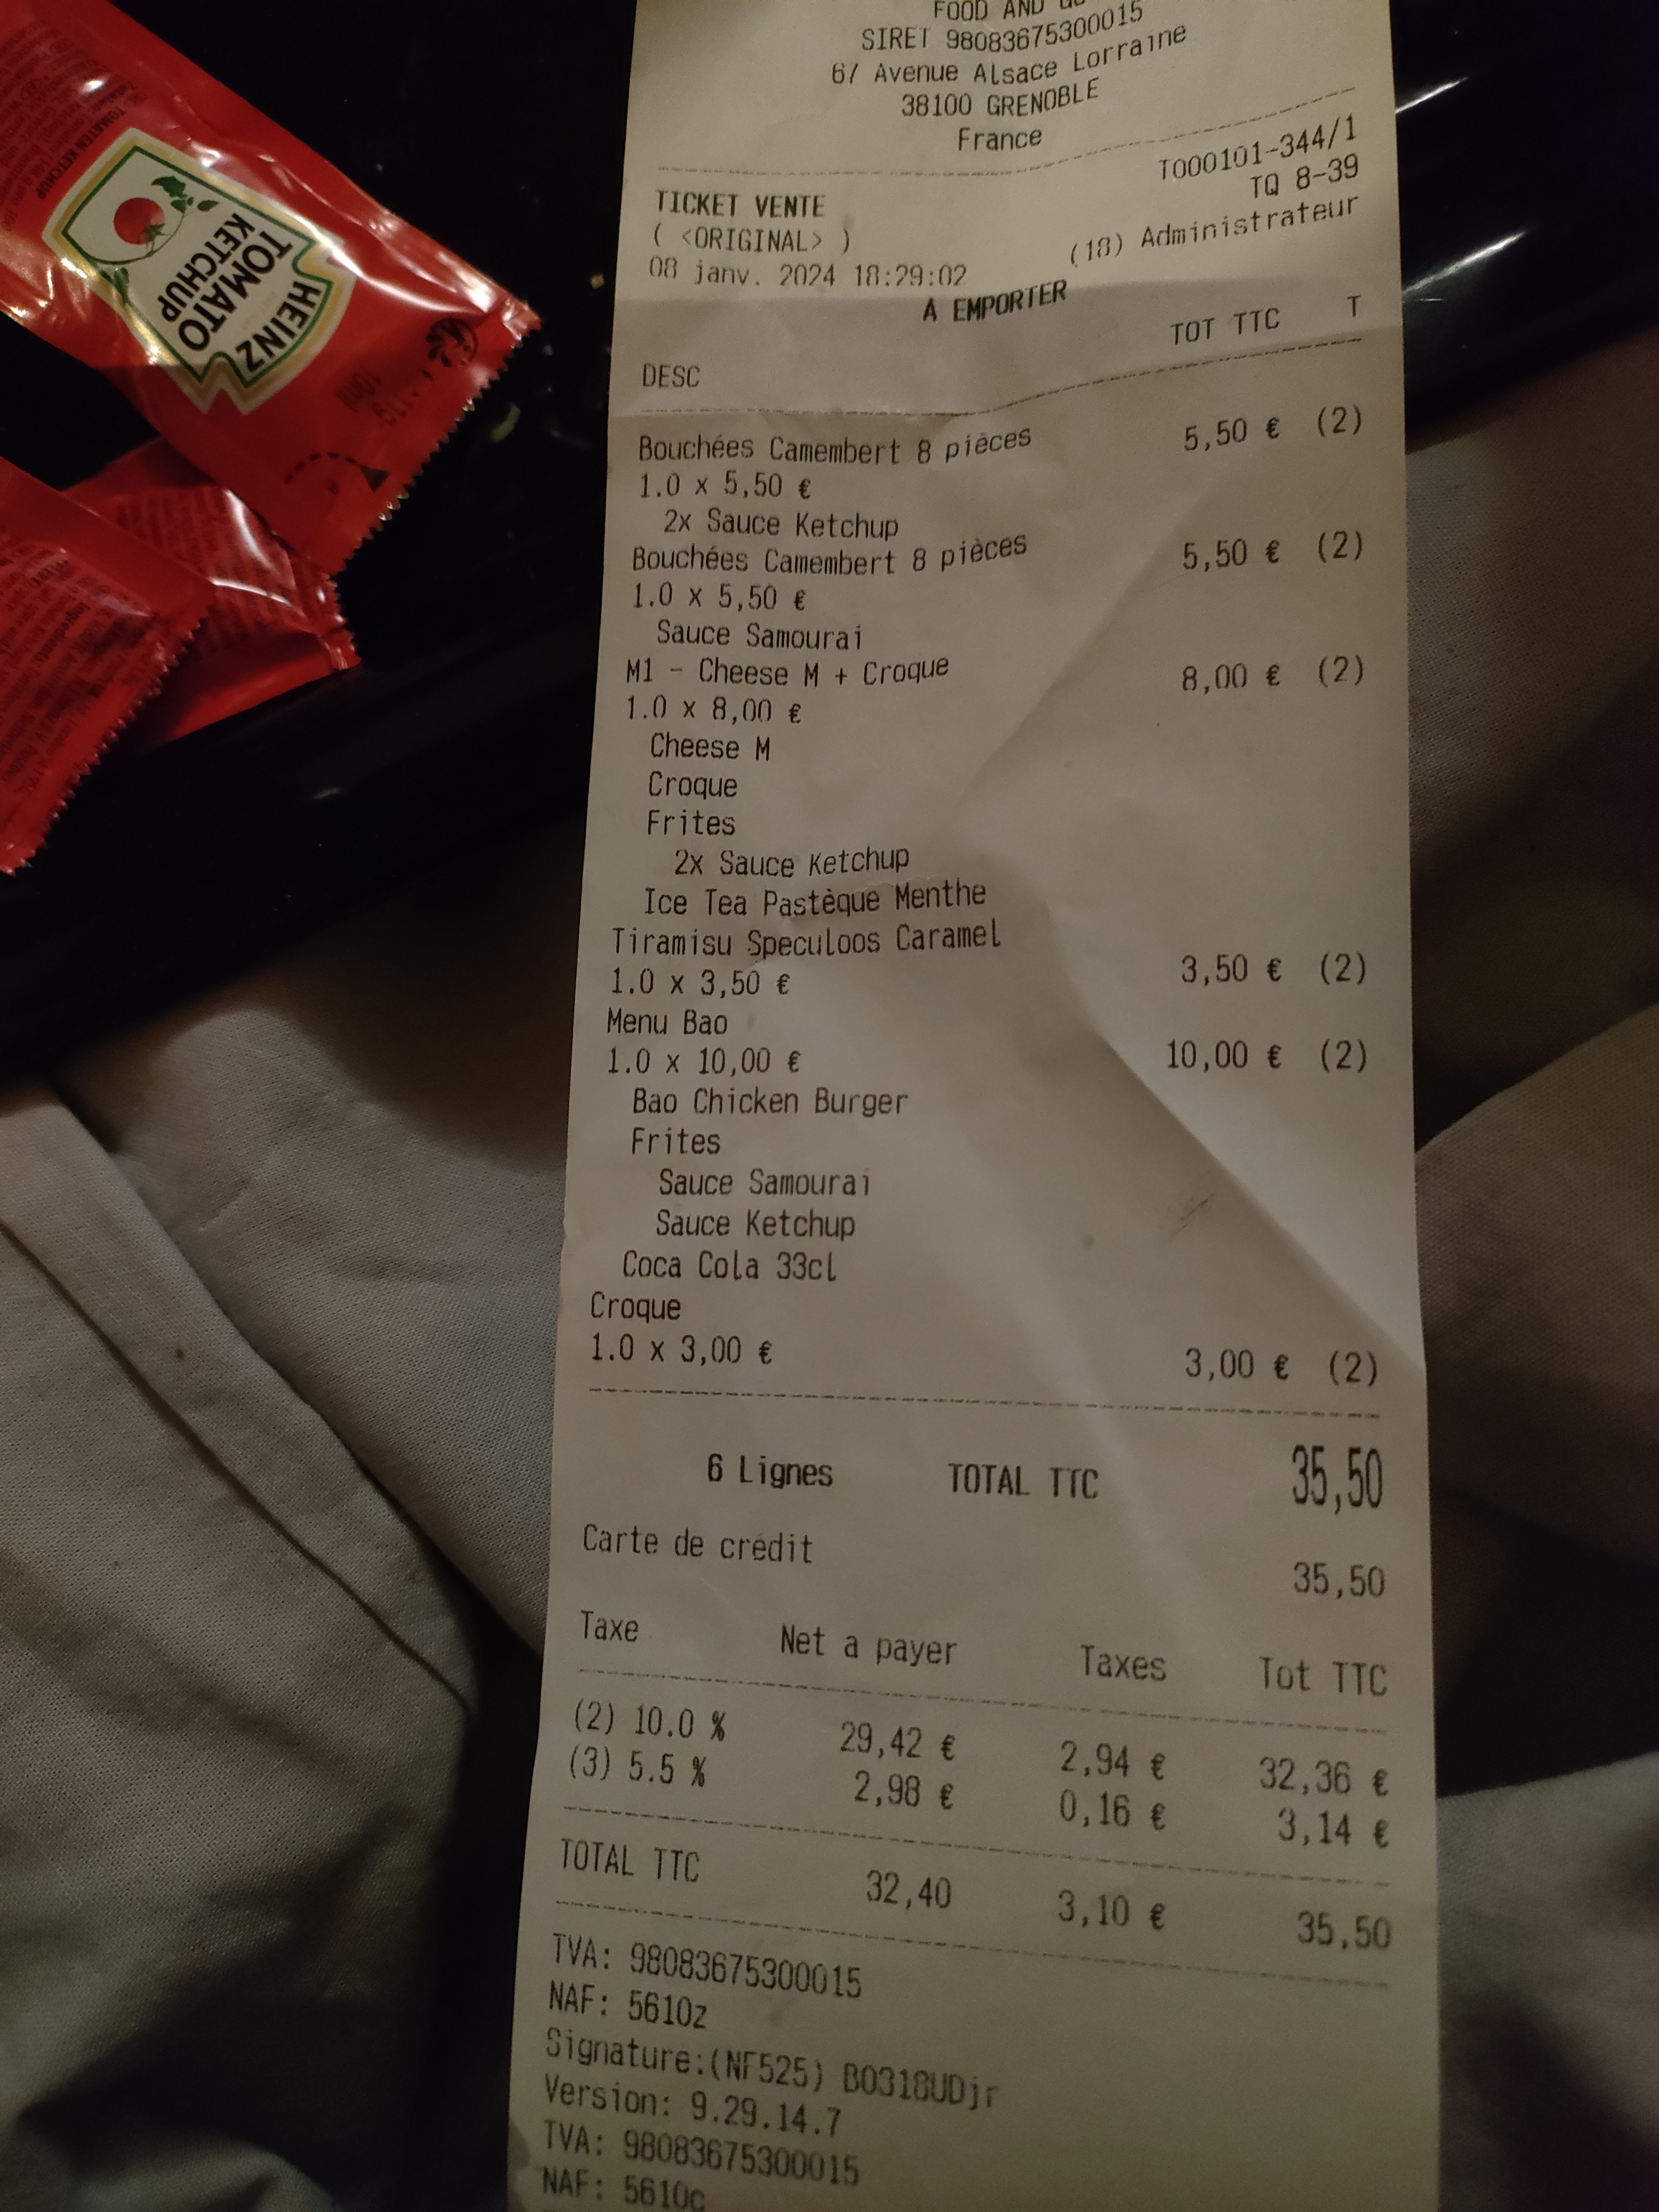 FOOD AND
SIRET 98083675300015
67 Avenue Alsace Lorraine
38100 GRENOBLE
France
T000101-344/1
TQ 8-39
TICKET VENTE
( <ORIGINAL> )
(18) Administrateur
08 janv. 2024 18:29:02
A EMPORTER
DESC TOT TTC T
Bouchées Camembert 8 pièces 5,50 € (2)
1.0 x 5,50 €
2x Sauce Ketchup
Bouchées Camembert 8 pièces 5,50 € (2)
1.0 x 5,50 €
Sauce Samourai
M1 - Cheese M + Croque 8,00 € (2)
1.0 x 8,00 €
Cheese M
Croque
Frites
2x Sauce Ketchup
Ice Tea Pastèque Menthe
Tiramisu Speculoos Caramel
1.0 x 3,50 € 3,50 € (2)
Menu Bao
1.0 x 10,00 € 10,00 € (2)
Bao Chicken Burger
Frites
Sauce Samourai
Sauce Ketchup
Coca Cola 33cl
Croque
1.0 x 3,00 € 3,00 € (2)
6 Lignes TOTAL TTC 35,50
Carte de crédit 35,50
Taxe Net a payer Taxes Tot TTC
(2) 10.0 % 29,42 € 2,94 € 32,36 €
(3) 5.5 % 2,98 € 0,16 € 3,14 €
TOTAL TTC 32,40 3,10 € 35,50
TVA: 98083675300015
NAF: 5610z
Signature:(NF525) B0318UDjr
Version: 9.29.14.7
TVA: 98083675300015
NAF: 5610c
HEINZ
TOMATO
KETCHUP
TOMATEN KETCHUP
10ml